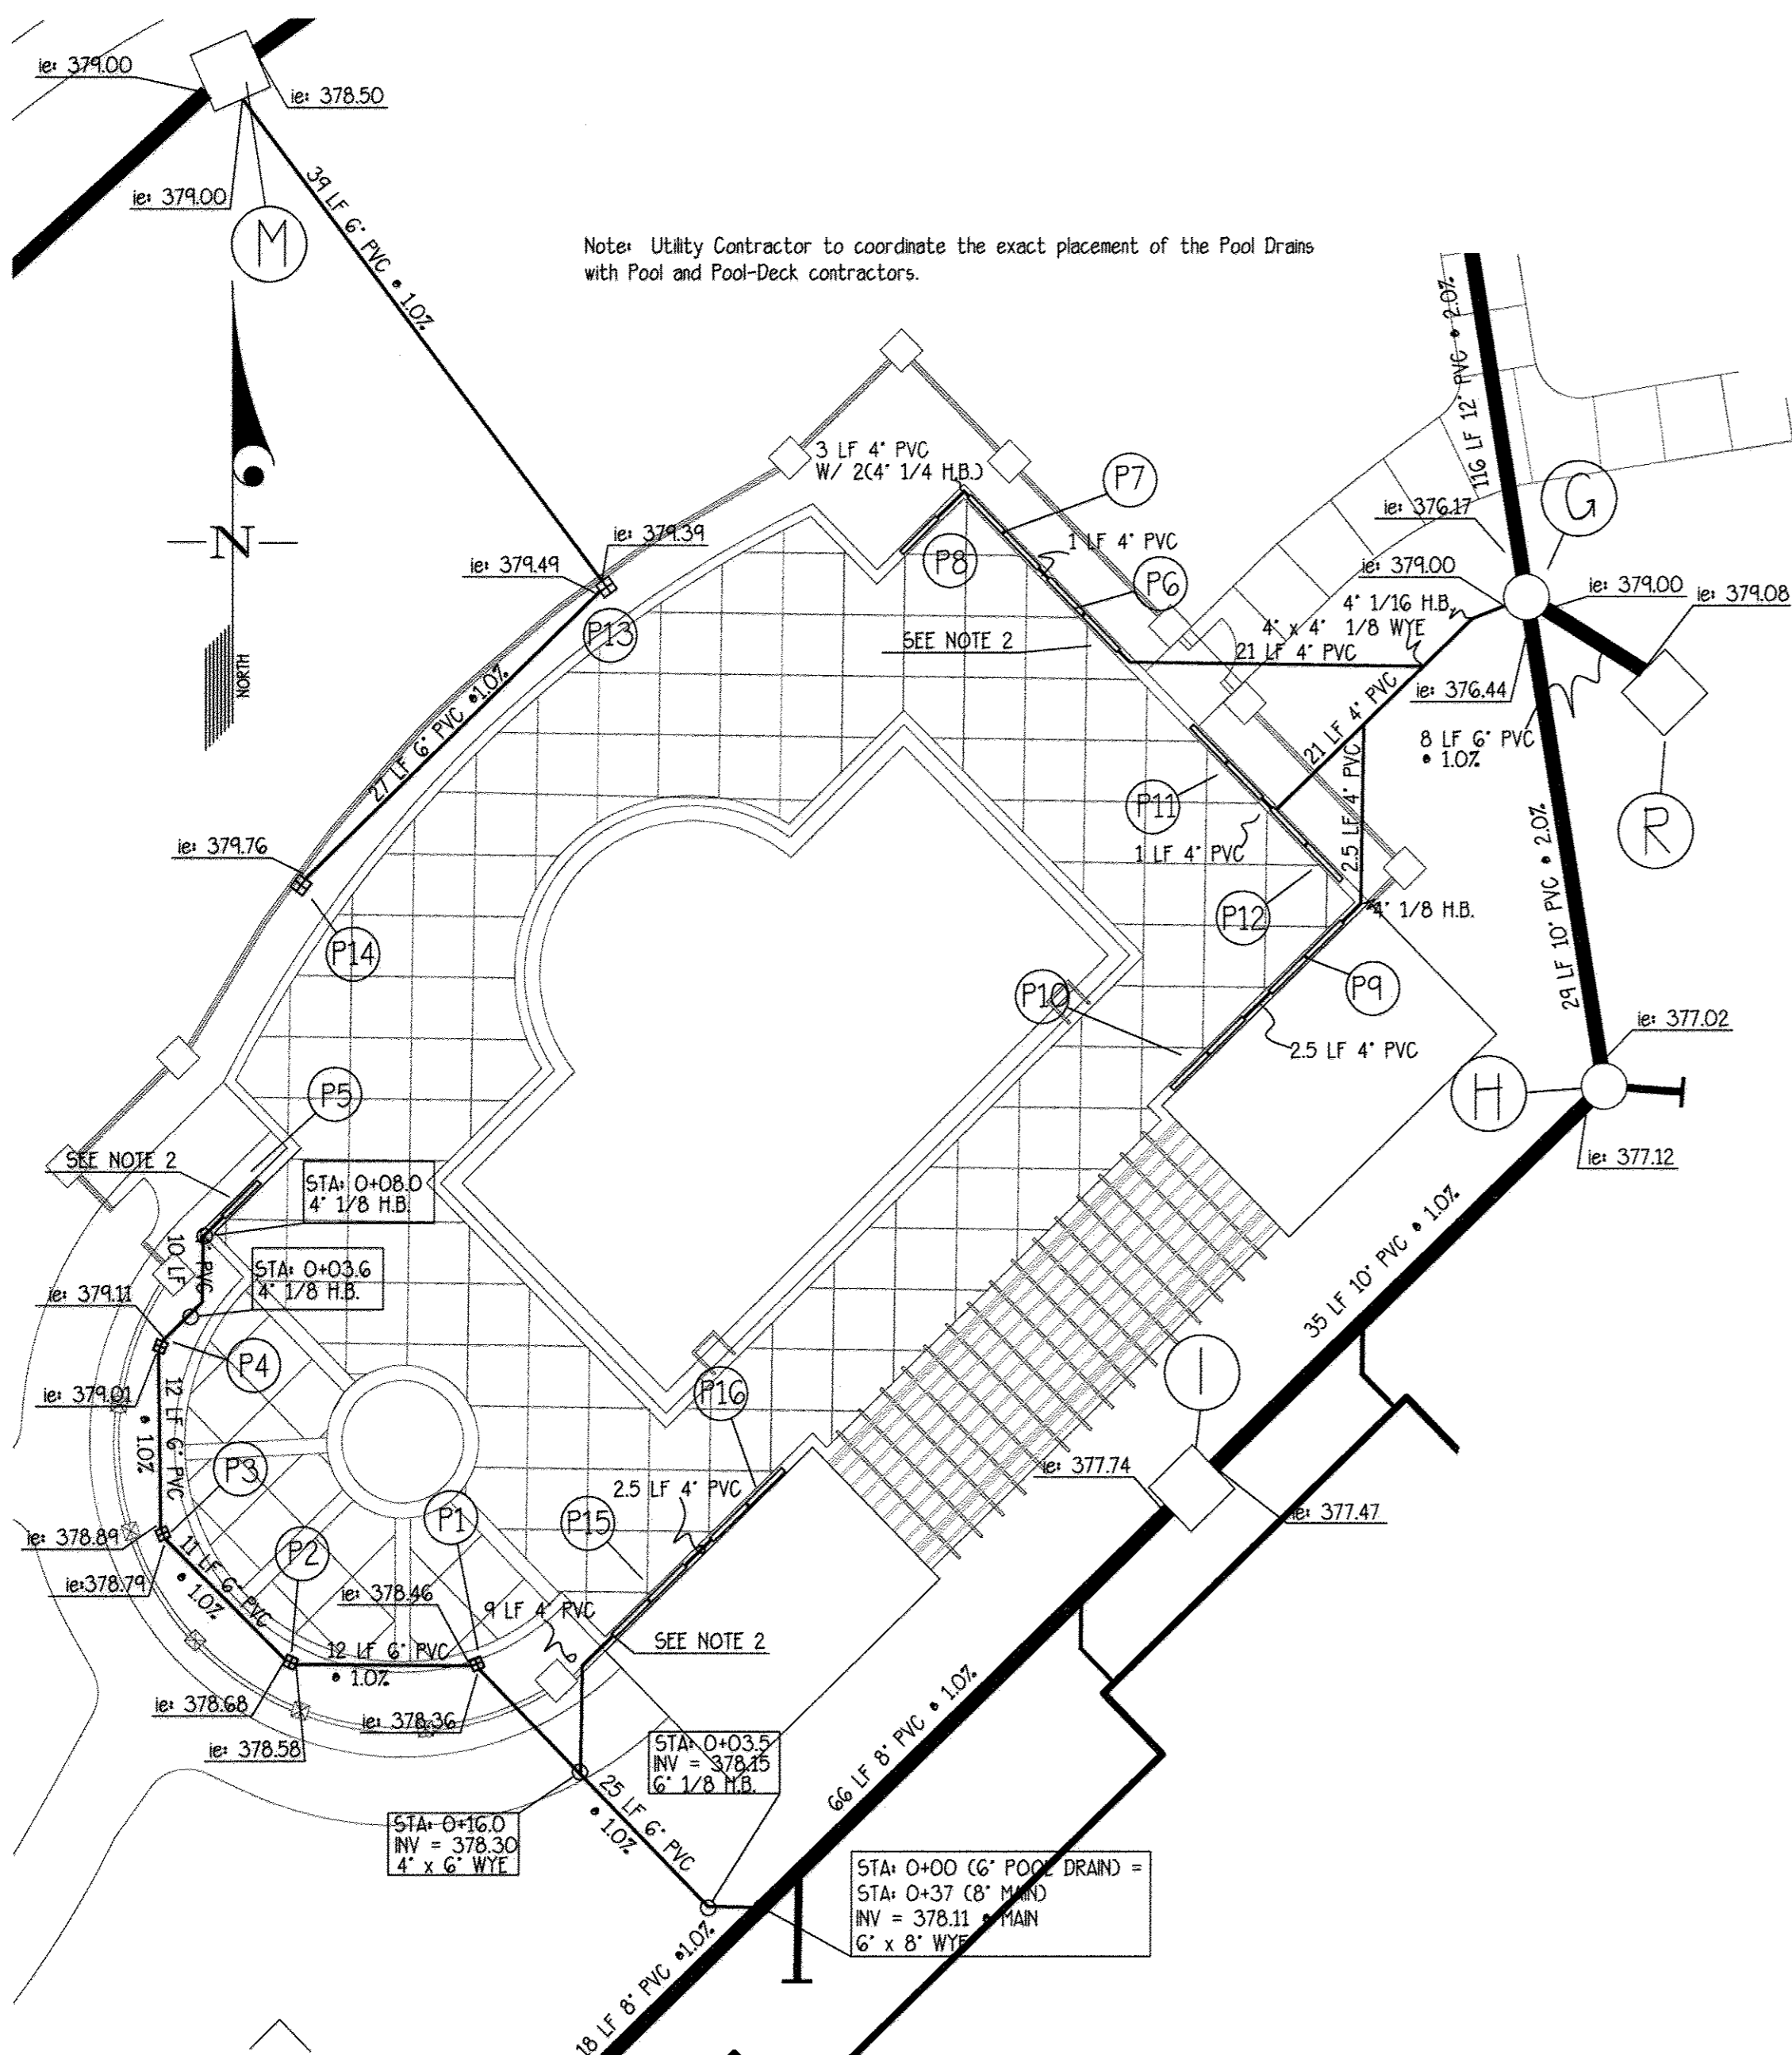 ie: 379.00
ie: 378.50
ie: 379.00
M
39 LF 6" PVC @ 1.0%
Note: Utility Contractor to coordinate the exact placement of the Pool Drains
with Pool and Pool-Deck contractors.
N
NORTH
116 LF 12" PVC @ 2.0%
3 LF 4" PVC
W/ 2(4" 1/4 H.B.)
P7
G
ie: 376.17
ie: 379.39
1 LF 4" PVC
P8
P6
ie: 379.49
ie: 379.00
ie: 379.00
ie: 379.08
4" 1/16 H.B.
4" x 4" 1/8 WYE
P13
SEE NOTE 2
21 LF 4" PVC
ie: 376.44
27 LF 6" PVC @1.0%
21 LF 4" PVC
8 LF 6" PVC
@ 1.0%
R
P11
2.5 LF 4" PVC
ie: 379.76
1 LF 4" PVC
P12
4" 1/8 H.B.
P14
29 LF 10" PVC @ 2.0%
P10
P9
2.5 LF 4" PVC
ie: 377.02
H
P5
ie: 377.12
SEE NOTE 2
STA: 0+08.0
4" 1/8 H.B.
10 LF 4" PVC
STA: 0+03.6
4" 1/8 H.B.
35 LF 10" PVC @ 1.0%
ie: 379.11
P4
I
ie: 379.01
12 LF 6" PVC
@ 1.0%
P16
P3
ie: 377.74
2.5 LF 4" PVC
ie: 377.47
P1
P15
ie: 378.89
11 LF 6" PVC
@ 1.0%
P2
ie:378.79
ie: 378.46
9 LF 4" PVC
SEE NOTE 2
12 LF 6" PVC
@ 1.0%
ie: 378.68
ie: 378.36
ie: 378.58
STA: 0+03.5
INV = 378.15
6" 1/8 H.B.
66 LF 8" PVC @ 1.0%
25 LF 6" PVC
@ 1.0%
STA: 0+16.0
INV = 378.30
4" x 6" WYE
STA: 0+00 (6" POOL DRAIN) =
STA: 0+37 (8" MAIN)
INV = 378.11 @ MAIN
6" x 8" WYE
18 LF 8" PVC @1.0%